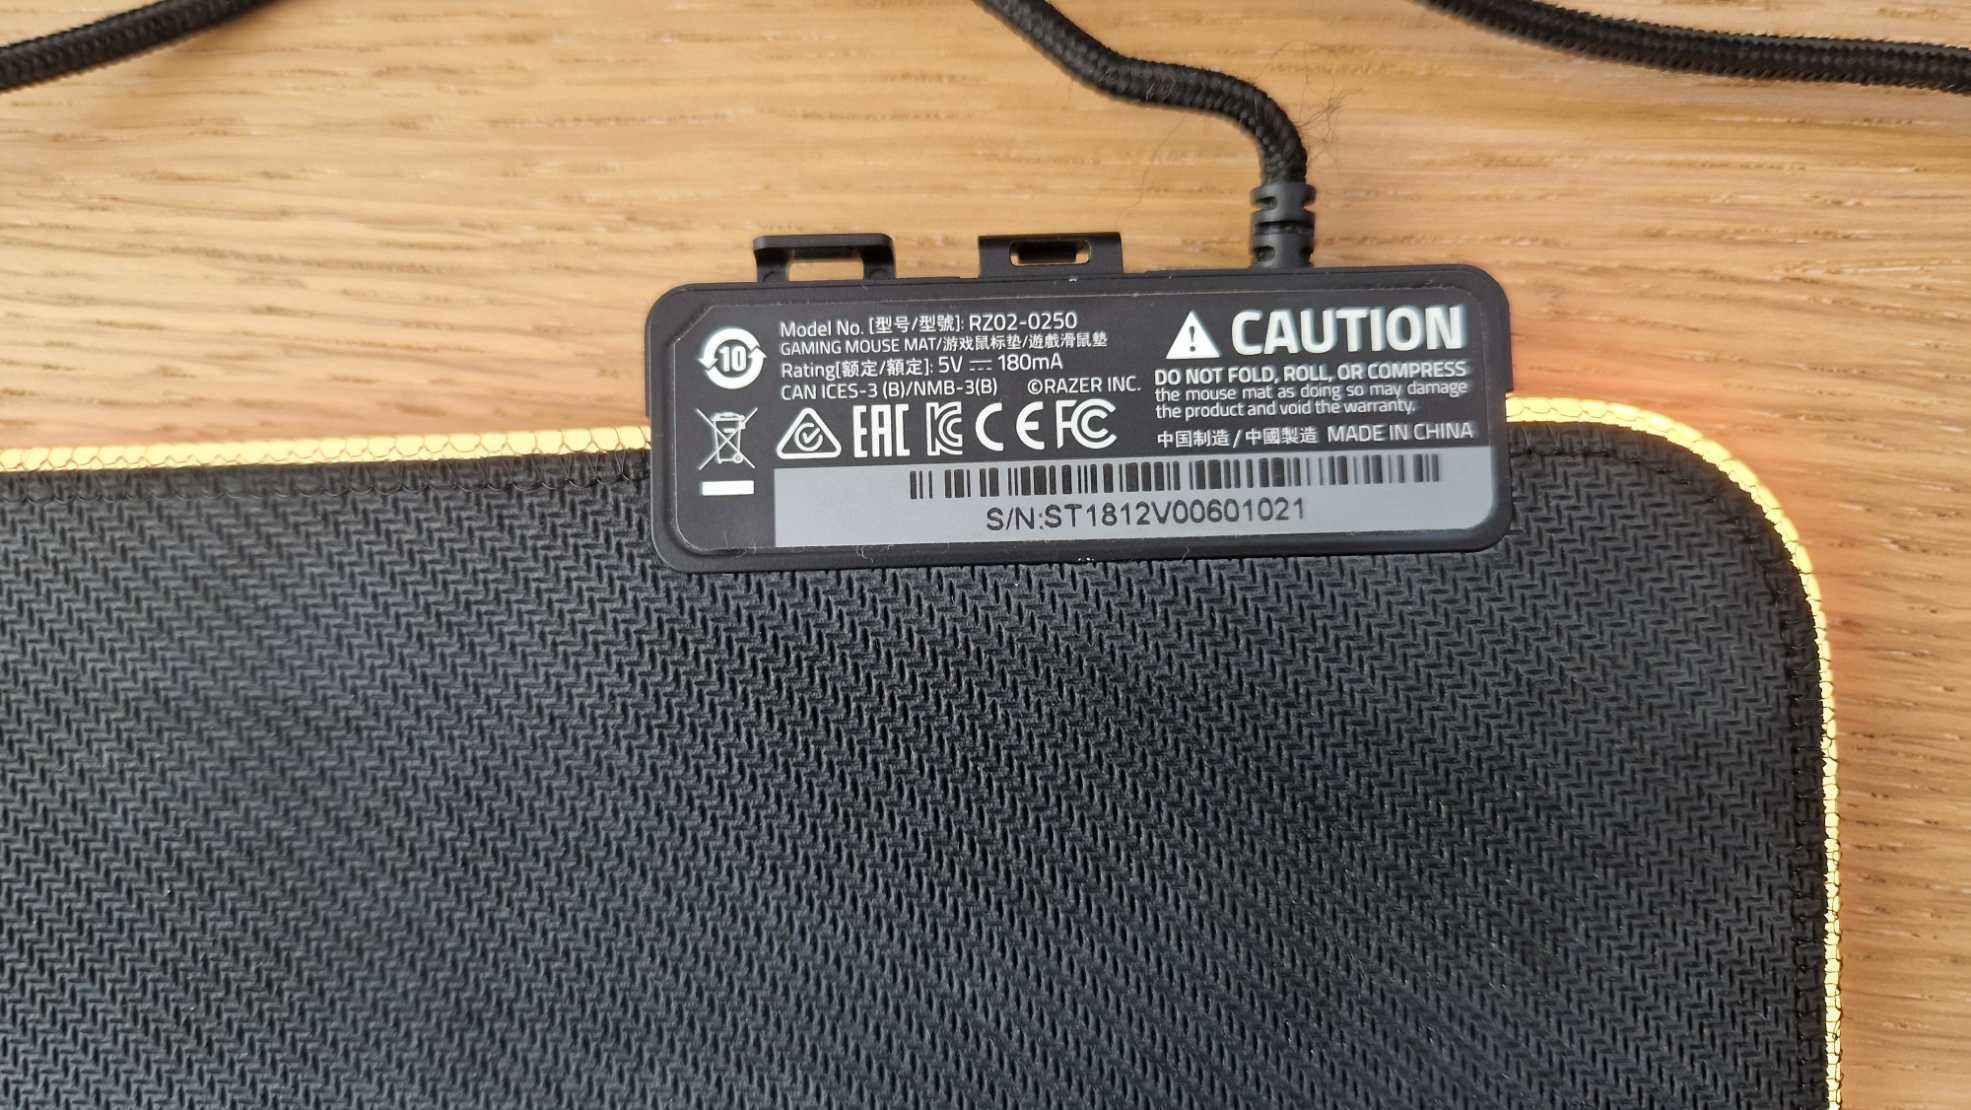 10
Model No. [型号/型號]: RZ02-0250
GAMING MOUSE MAT/游戏鼠标垫/遊戲滑鼠墊
Rating[额定/額定]: 5V ⎓ 180mA
CAN ICES-3 (B)/NMB-3(B) ©RAZER INC.
EAC KC CE FC
CAUTION
DO NOT FOLD, ROLL, OR COMPRESS
the mouse mat as doing so may damage
the product and void the warranty.
中国制造 / 中國製造 MADE IN CHINA
S/N:ST1812V00601021